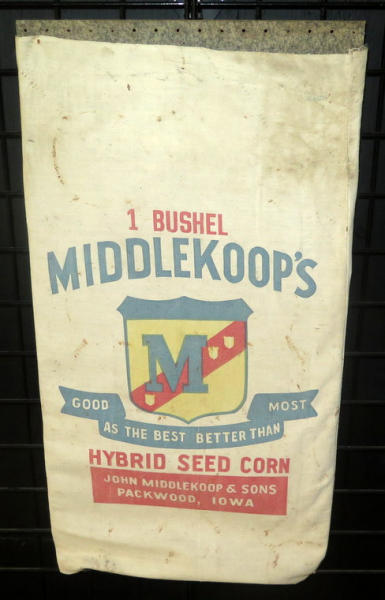 1 BUSHEL
MIDDLEKOOP'S
M
GOOD AS THE BEST BETTER THAN MOST
HYBRID SEED CORN
JOHN MIDDLEKOOP & SONS
PACKWOOD, IOWA